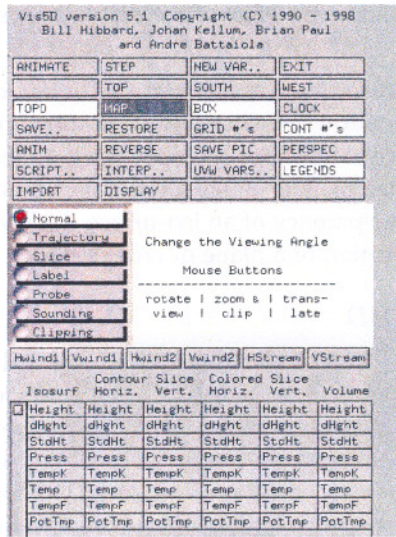 Vis5D version 5.1 Copyright (C) 1990 - 1998
Bill Hibbard, Johan Kellum, Brian Paul
and Andre Battaiola
ANIMATE STEP NEW VAR.. EXIT
TOP SOUTH WEST
TOPO MAP BOX CLOCK
SAVE.. RESTORE GRID #'s CONT #'s
ANIM REVERSE SAVE PIC PERSPEC
SCRIPT.. INTERP.. UVW VARS.. LEGENDS
IMPORT DISPLAY
Normal
Trajectory
Slice
Label
Probe
Sounding
Clipping
Change the Viewing Angle
Mouse Buttons
--------------------------
rotate | zoom & | trans-
view | clip | late
Hwind1 Vwind1 Hwind2 Vwind2 HStream VStream
Contour Slice Colored Slice
Isosurf Horiz. Vert. Horiz. Vert. Volume
Height Height Height Height Height Height
dHght dHght dHght dHght dHght dHght
StdHt StdHt StdHt StdHt StdHt StdHt
Press Press Press Press Press Press
TempK TempK TempK TempK TempK TempK
Temp Temp Temp Temp Temp Temp
TempF TempF TempF TempF TempF TempF
PotTmp PotTmp PotTmp PotTmp PotTmp PotTmp